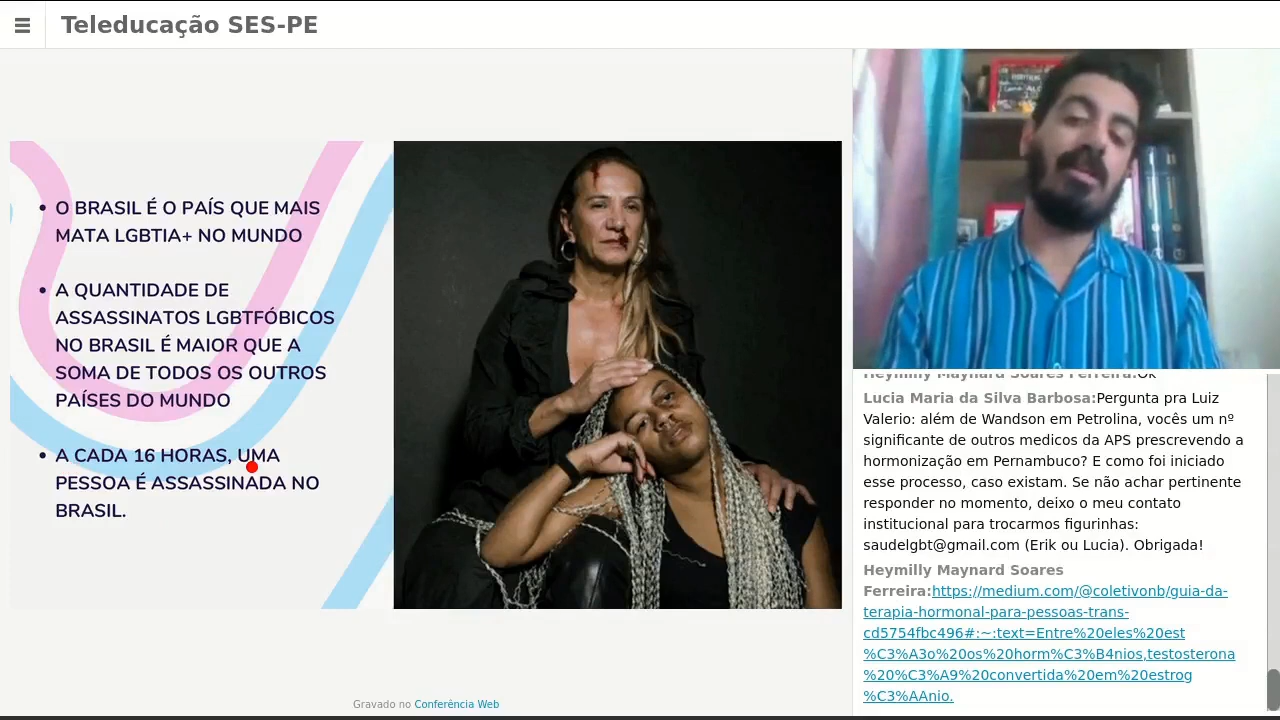 Teleducação SES-PE
• O BRASIL É O PAÍS QUE MAIS
MATA LGBTIA+ NO MUNDO
• A QUANTIDADE DE
ASSASSINATOS LGBTFÓBICOS
NO BRASIL É MAIOR QUE A
SOMA DE TODOS OS OUTROS
PAÍSES DO MUNDO
• A CADA 16 HORAS, UMA
PESSOA É ASSASSINADA NO
BRASIL.
Gravado no Conferência Web
Heymilly Maynard Soares Ferreira:Ok
Lucia Maria da Silva Barbosa:Pergunta pra Luiz
Valerio: além de Wandson em Petrolina, vocês um nº
significante de outros medicos da APS prescrevendo a
hormonização em Pernambuco? E como foi iniciado
esse processo, caso existam. Se não achar pertinente
responder no momento, deixo o meu contato
institucional para trocarmos figurinhas:
saudelgbt@gmail.com (Erik ou Lucia). Obrigada!
Heymilly Maynard Soares
Ferreira:https://medium.com/@coletivonb/guia-da-
terapia-hormonal-para-pessoas-trans-
cd5754fbc496#:~:text=Entre%20eles%20est
%C3%A3o%20os%20horm%C3%B4nios,testosterona
%20%C3%A9%20convertida%20em%20estrog
%C3%AAnio.